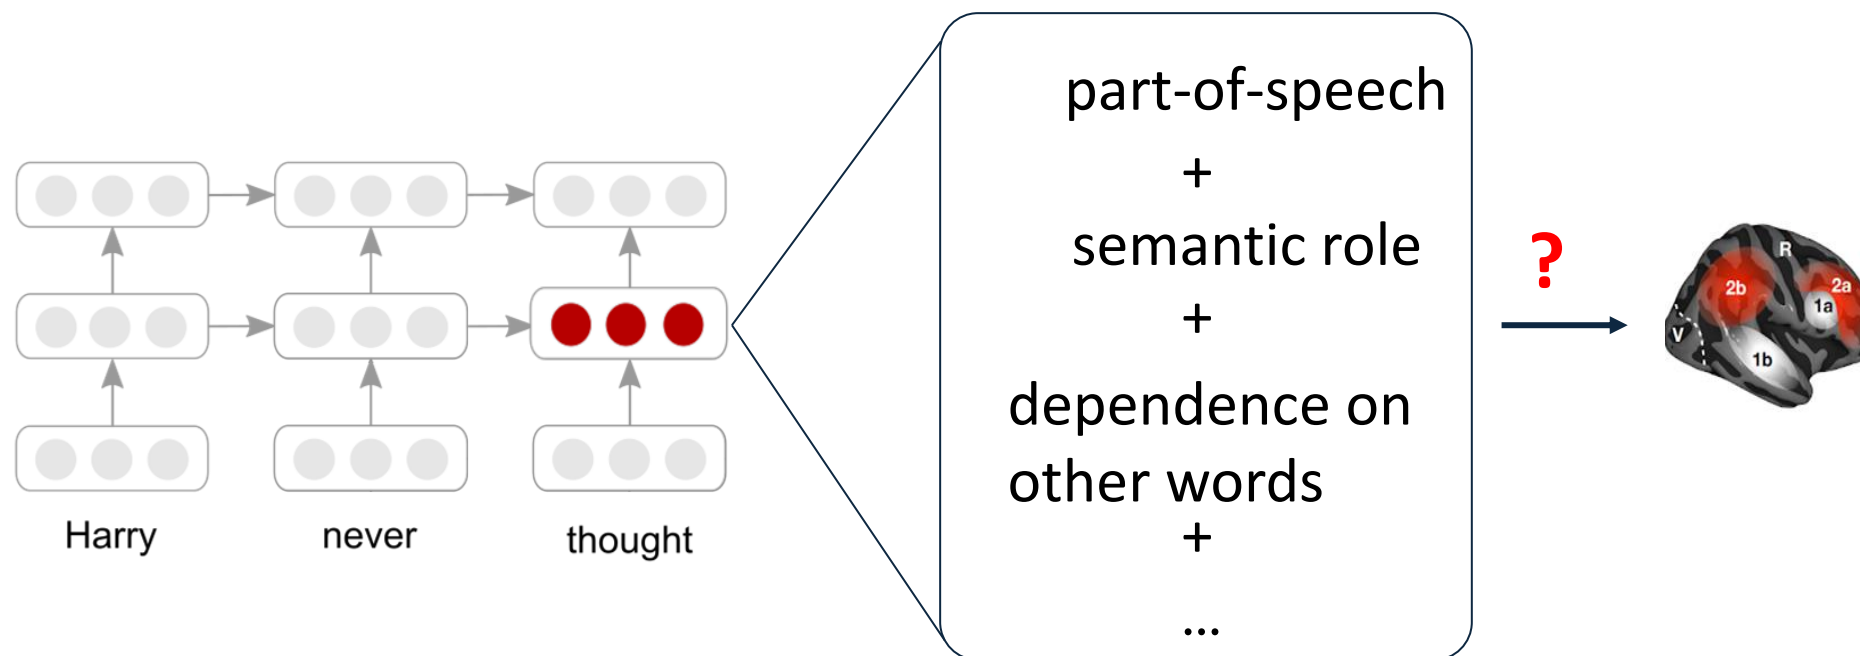 part-of-speech
+
semantic role
+
dependence on
other words
+
...
Harry
never
thought
?
R
2b
2a
1a
V
1b